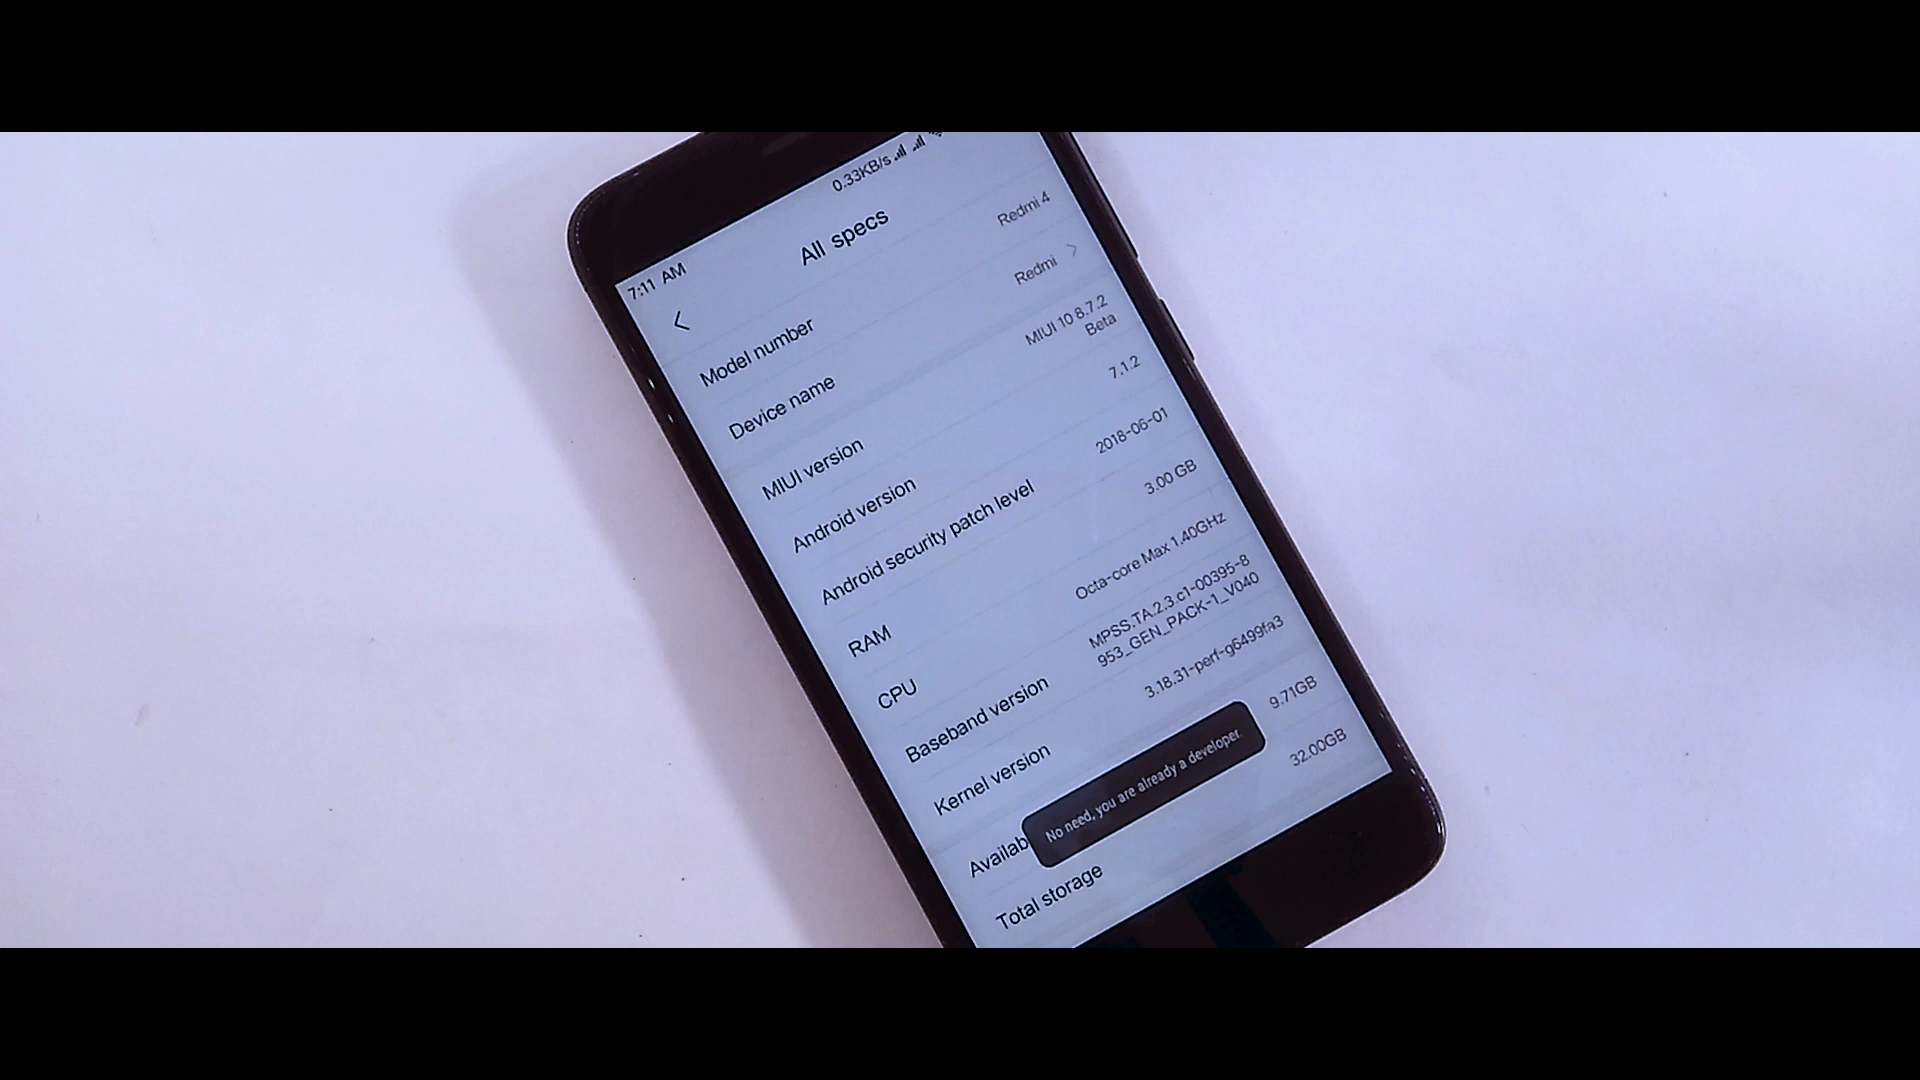 7:11 AM
0.33KB/s
All specs
Model number
Redmi 4
Device name
Redmi
MIUI version
MIUI 10 8.7.2
Beta
Android version
7.1.2
Android security patch level
2018-06-01
RAM
3.00 GB
CPU
Octa-core Max 1.40GHz
Baseband version
MPSS.TA.2.3.c1-00395-8
953_GEN_PACK-1_V040
Kernel version
3.18.31-perf-g6499fa3
Availab
9.71GB
Total storage
32.00GB
No need, you are already a developer.